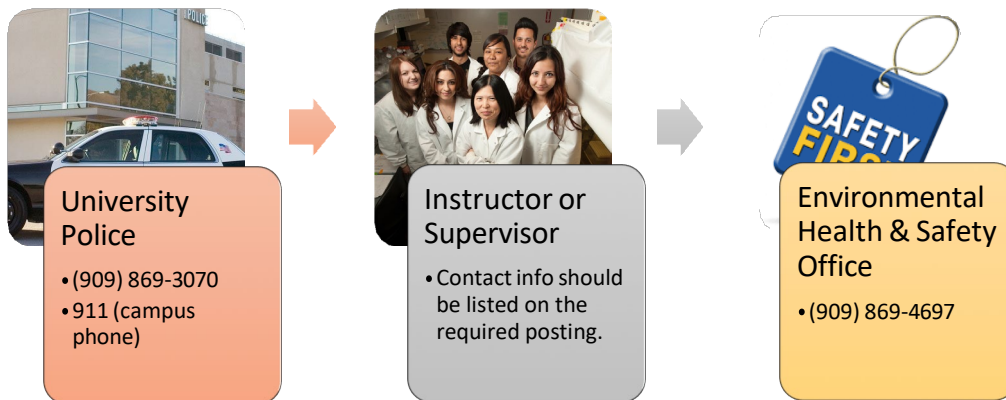 POLICE
SAFETY
FIRST
University
Police
• (909) 869-3070
• 911 (campus
phone)
Instructor or
Supervisor
• Contact info should
be listed on the
required posting.
Environmental
Health & Safety
Office
• (909) 869-4697